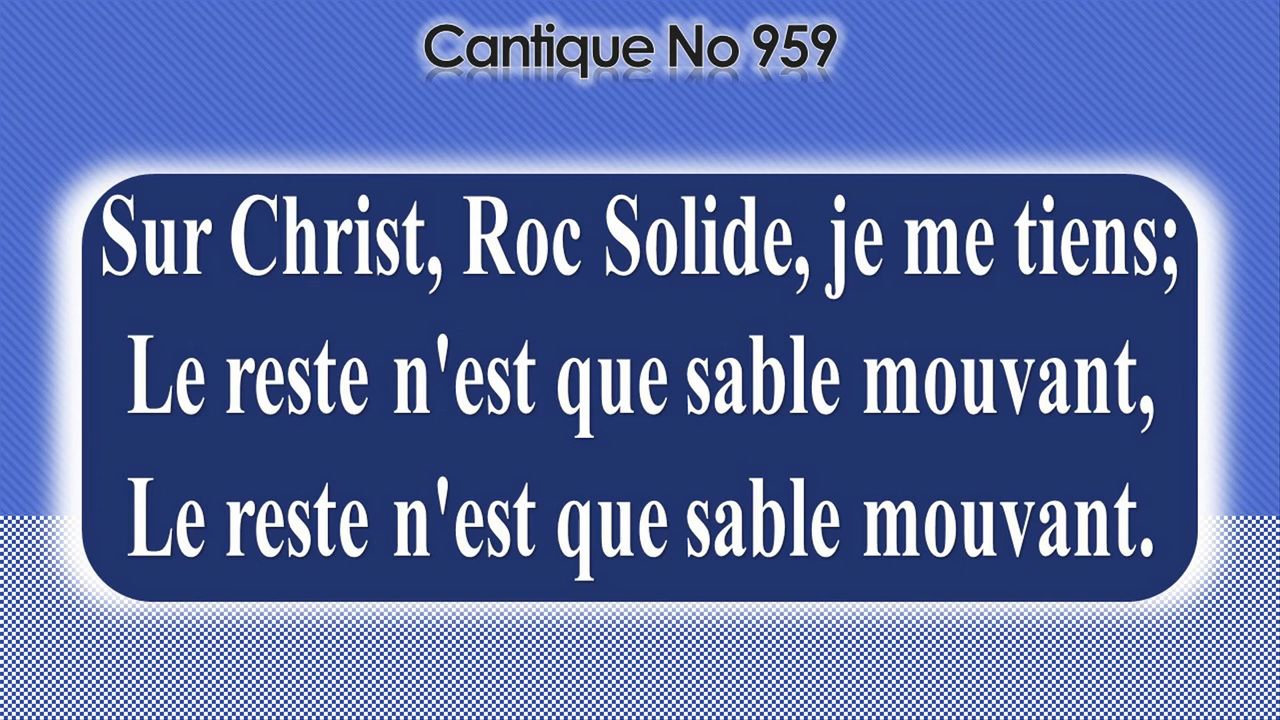 Cantique No 959
Sur Christ, Roc Solide, je me tiens;
Le reste n'est que sable mouvant,
Le reste n'est que sable mouvant.